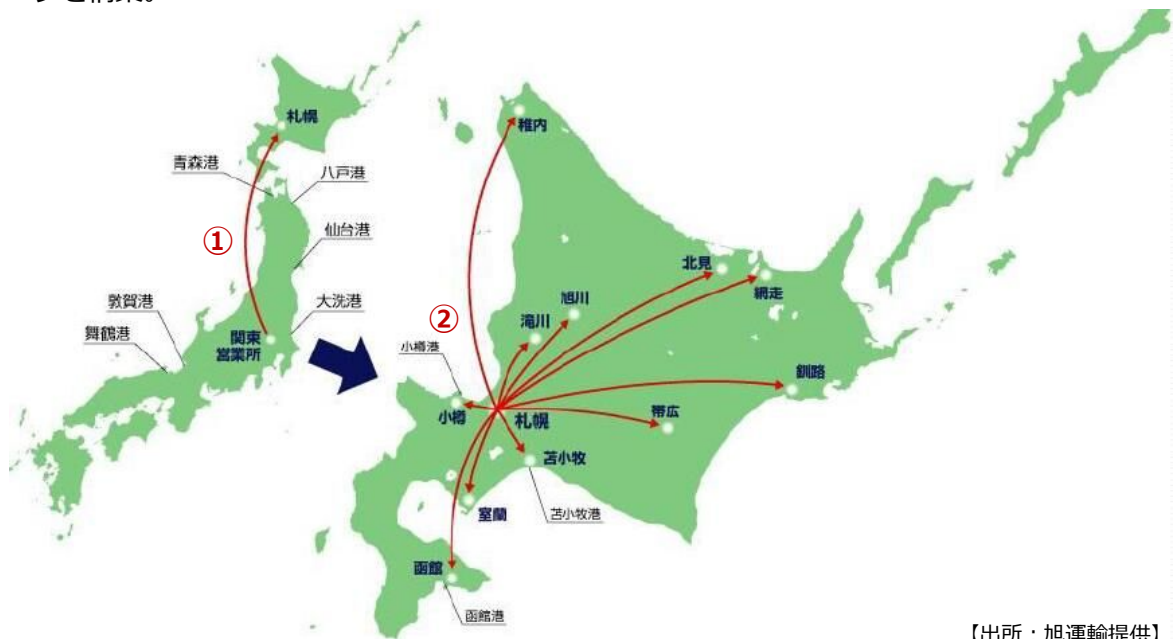 札幌
青森港
八戸港
①
仙台港
敦賀港
大洗港
舞鶴港
関東
営業所
稚内
北見
網走
旭川
滝川
②
小樽港
釧路
小樽
札幌
帯広
苫小牧
室蘭
苫小牧港
函館
函館港
【出所：旭運輸提供】